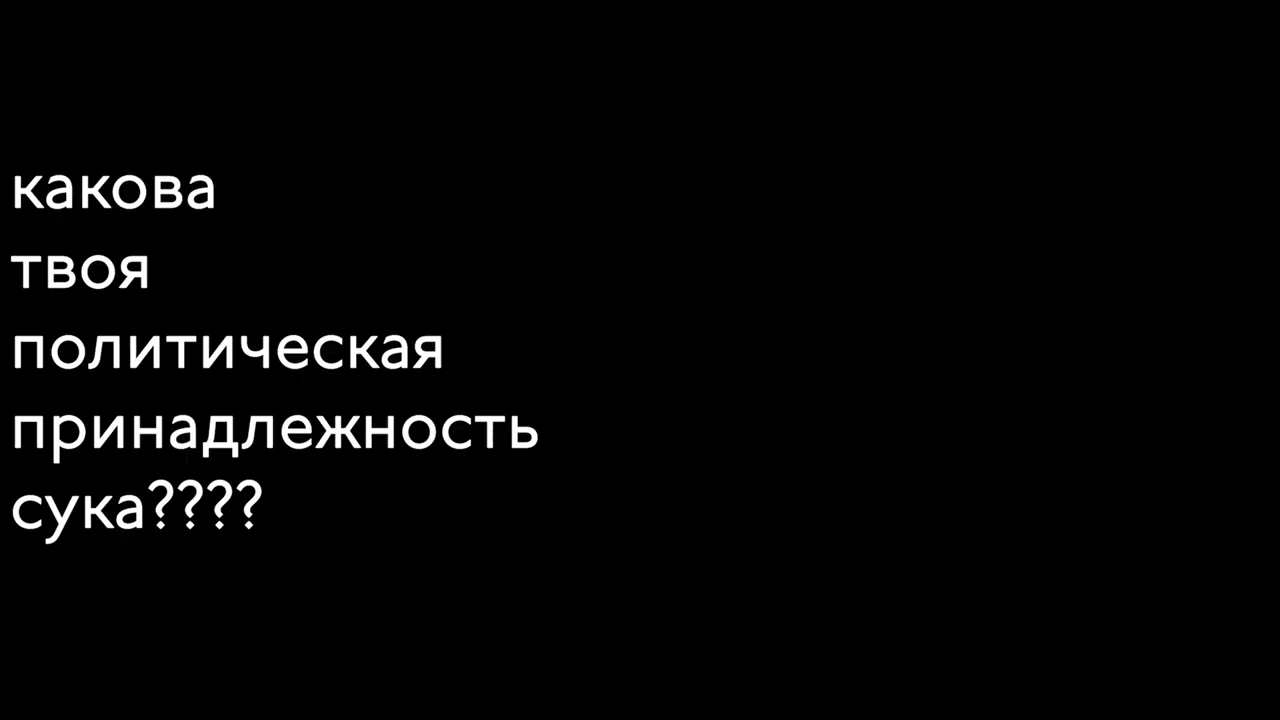 какова
твоя
политическая
принадлежность
сука????